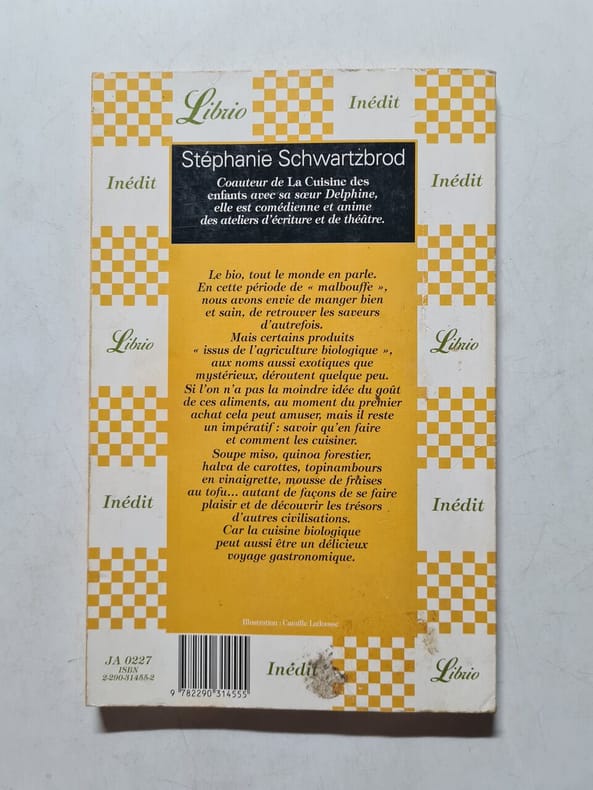 Librio
Inédit
Stéphanie Schwartzbrod
Coauteur de La Cuisine des
enfants avec sa sœur Delphine,
elle est comédienne et anime
des ateliers d'écriture et de théâtre.
Inédit
Inédit
Le bio, tout le monde en parle.
En cette période de « malbouffe »,
nous avons envie de manger bien
et sain, de retrouver les saveurs
d'autrefois.
Mais certains produits
« issus de l'agriculture biologique »,
aux noms aussi exotiques que
mystérieux, déroutent quelque peu.
Si l'on n'a pas la moindre idée du goût
de ces aliments, au moment du premier
achat cela peut amuser, mais il reste
un impératif : savoir qu'en faire
et comment les cuisiner.
Soupe miso, quinoa forestier,
halva de carottes, topinambours
en vinaigrette, mousse de fraises
au tofu... autant de façons de se faire
plaisir et de découvrir les trésors
d'autres civilisations.
Car la cuisine biologique
peut aussi être un délicieux
voyage gastronomique.
Librio
Librio
Inédit
Inédit
Illustration : Camille Ladousse
JA 0227
ISBN
2-290-31455-2
9 782290 314555
Inédit
Librio